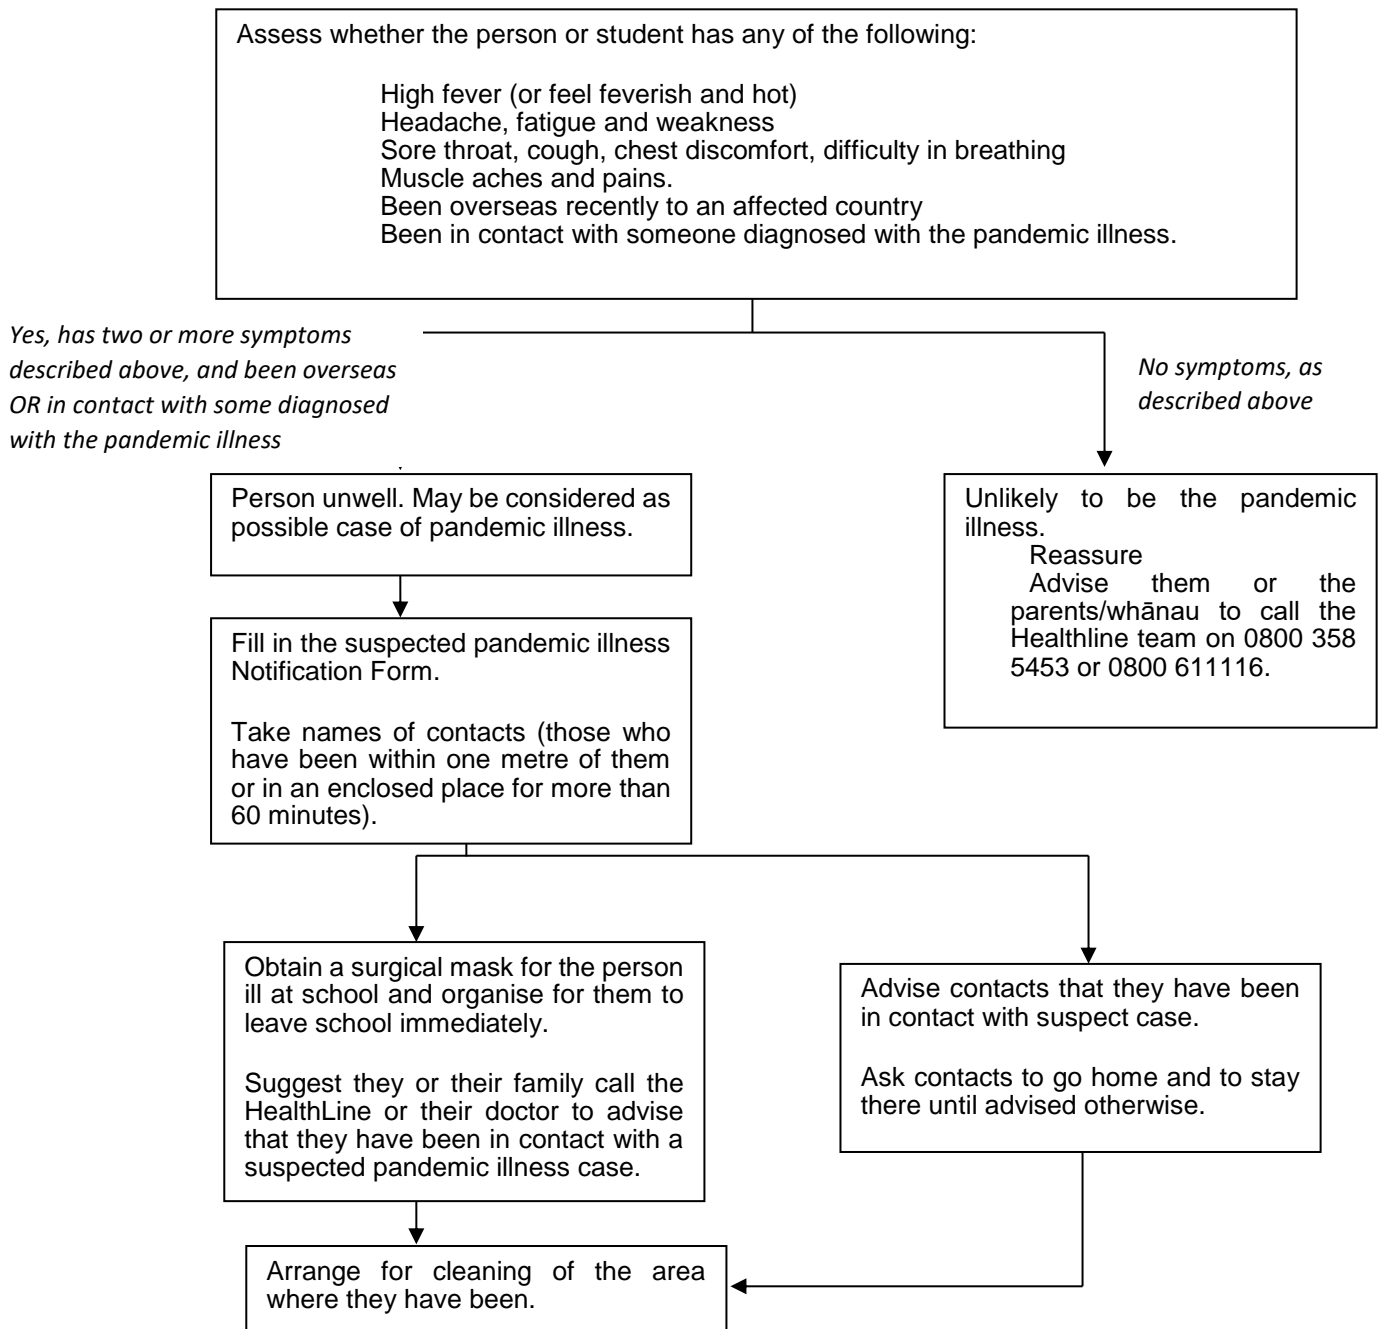 Assess whether the person or student has any of the following:
High fever (or feel feverish and hot)
Headache, fatigue and weakness
Sore throat, cough, chest discomfort, difficulty in breathing
Muscle aches and pains.
Been overseas recently to an affected country
Been in contact with someone diagnosed with the pandemic illness.
Yes, has two or more symptoms
described above, and been overseas
OR in contact with some diagnosed
with the pandemic illness
No symptoms, as
described above
Person unwell. May be considered as
possible case of pandemic illness.
Unlikely to be the pandemic
illness.
Reassure
Advise them or the
parents/whānau to call the
Healthline team on 0800 358
5453 or 0800 611116.
Fill in the suspected pandemic illness
Notification Form.
Take names of contacts (those who
have been within one metre of them
or in an enclosed place for more than
60 minutes).
Obtain a surgical mask for the person
ill at school and organise for them to
leave school immediately.
Suggest they or their family call the
HealthLine or their doctor to advise
that they have been in contact with a
suspected pandemic illness case.
Advise contacts that they have been
in contact with suspect case.
Ask contacts to go home and to stay
there until advised otherwise.
Arrange for cleaning of the area
where they have been.